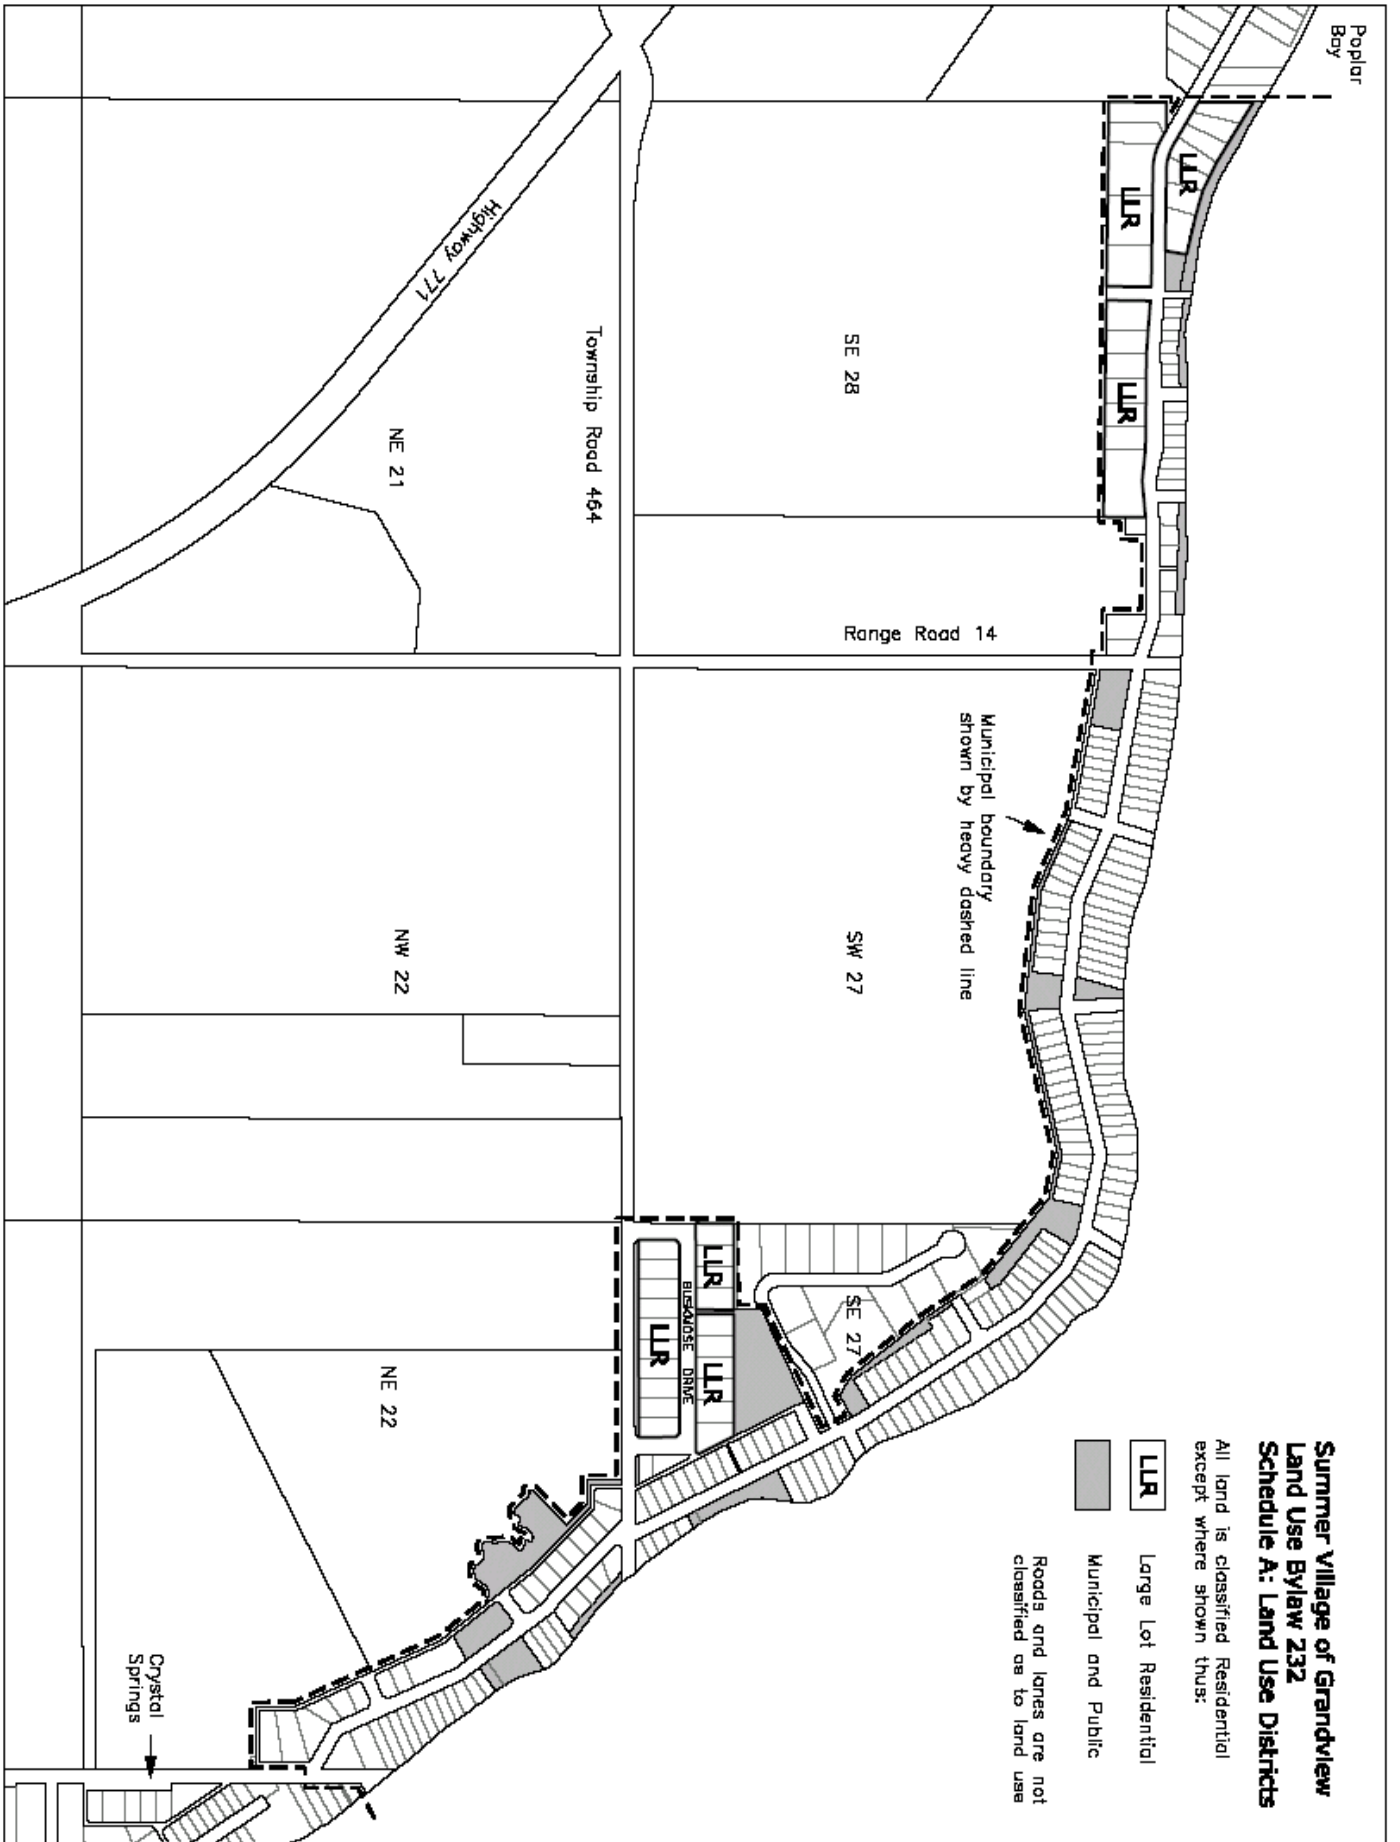 Summer Village of Grandview
Land Use Bylaw 232
Schedule A: Land Use Districts
All land is classified Residential
except where shown thus:
LLR
Large Lot Residential
Municipal and Public
Roads and lanes are not
classified as to land use
Poplar
Bay
LLR
LLR
LLR
SE 28
Highway 771
Township Road 464
NE 21
Range Road 14
Municipal boundary
shown by heavy dashed line
SW 27
NW 22
SE 27
LLR
BUSKNOSE DRIVE
LLR
LLR
NE 22
Crystal
Springs